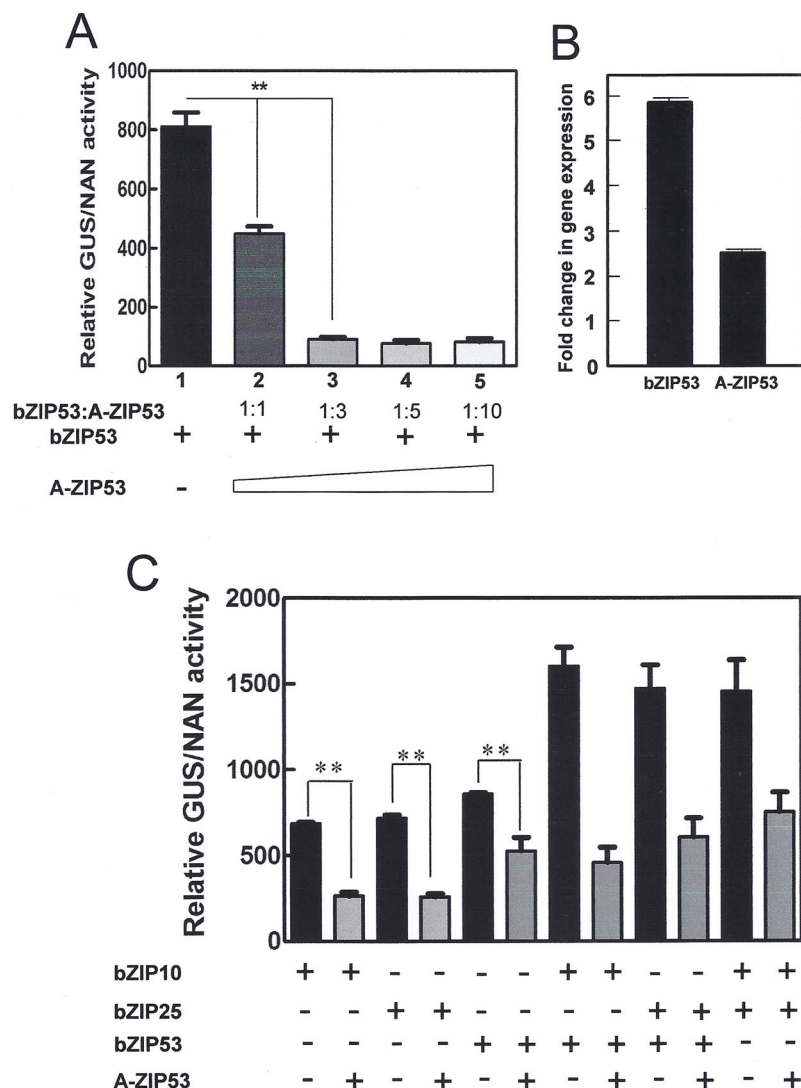 A
Relative GUS/NAN activity
1000
800
600
400
200
0
**
1 2 3 4 5
bZIP53:A-ZIP53 1:1 1:3 1:5 1:10
bZIP53 + + + + +
A-ZIP53 -
B
Fold change in gene expression
6
5
4
3
2
1
0
bZIP53 A-ZIP53
C
Relative GUS/NAN activity
2000
1500
1000
500
0
** ** **
bZIP10 + + - - - - + + - - + +
bZIP25 - - + + - - - - + + + +
bZIP53 - - - - + + + + + + - -
A-ZIP53 - + - + - + - + - + - +